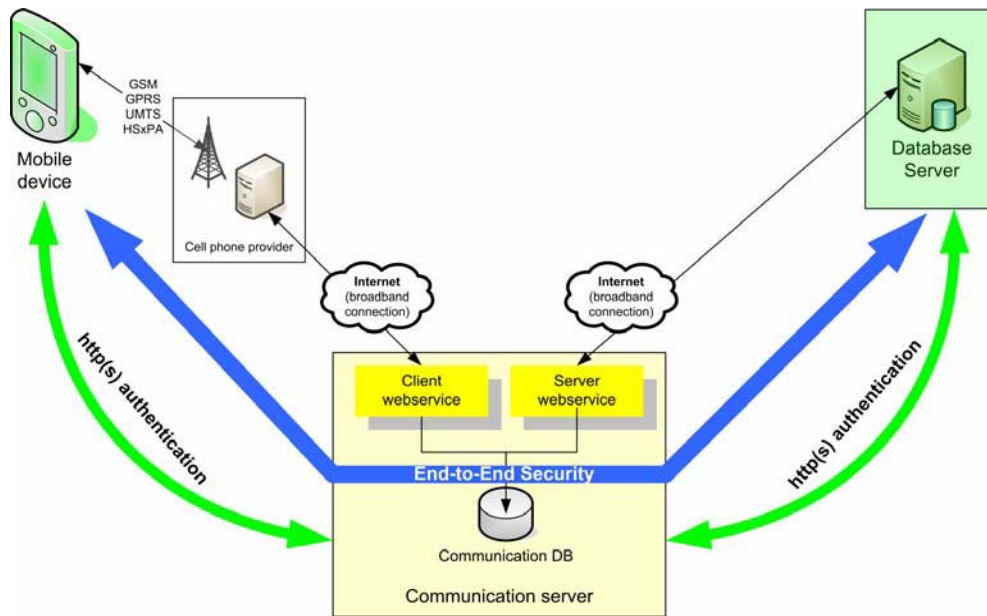 GSM
GPRS
UMTS
HSxPA
Mobile
device
Cell phone provider
Database
Server
Internet
(broadband
connection)
Internet
(broadband
connection)
Client
webservice
Server
webservice
http(s) authentication
http(s) authentication
End-to-End Security
Communication DB
Communication server